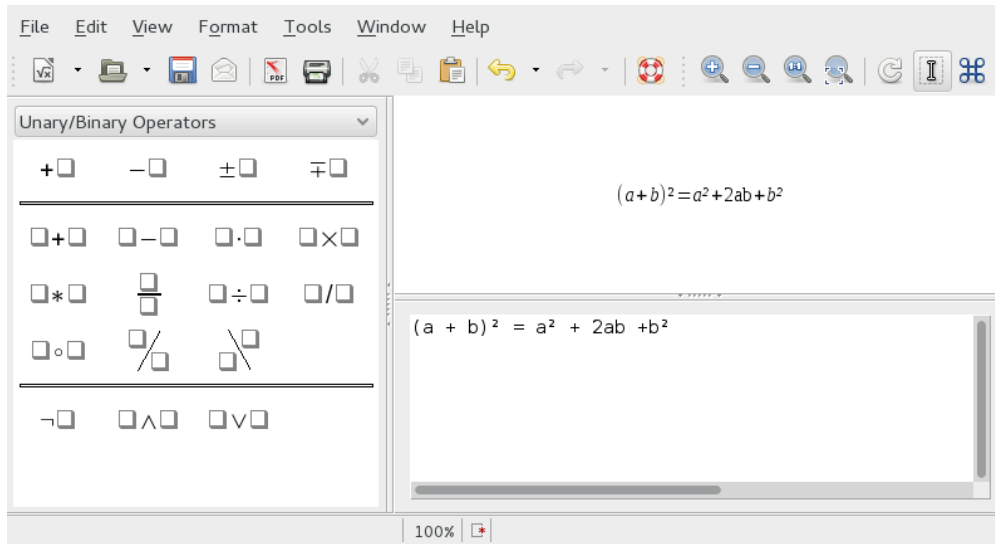 File Edit View Format Tools Window Help
Unary/Binary Operators
+□ −□ ±□ ∓□
□+□ □−□ □·□ □×□
□∗□ □/□ □÷□ □/□
□∘□ □/□ □\□
¬□ □∧□ □∨□
(a+b)²=a²+2ab+b²
(a + b)² = a² + 2ab +b²
100%